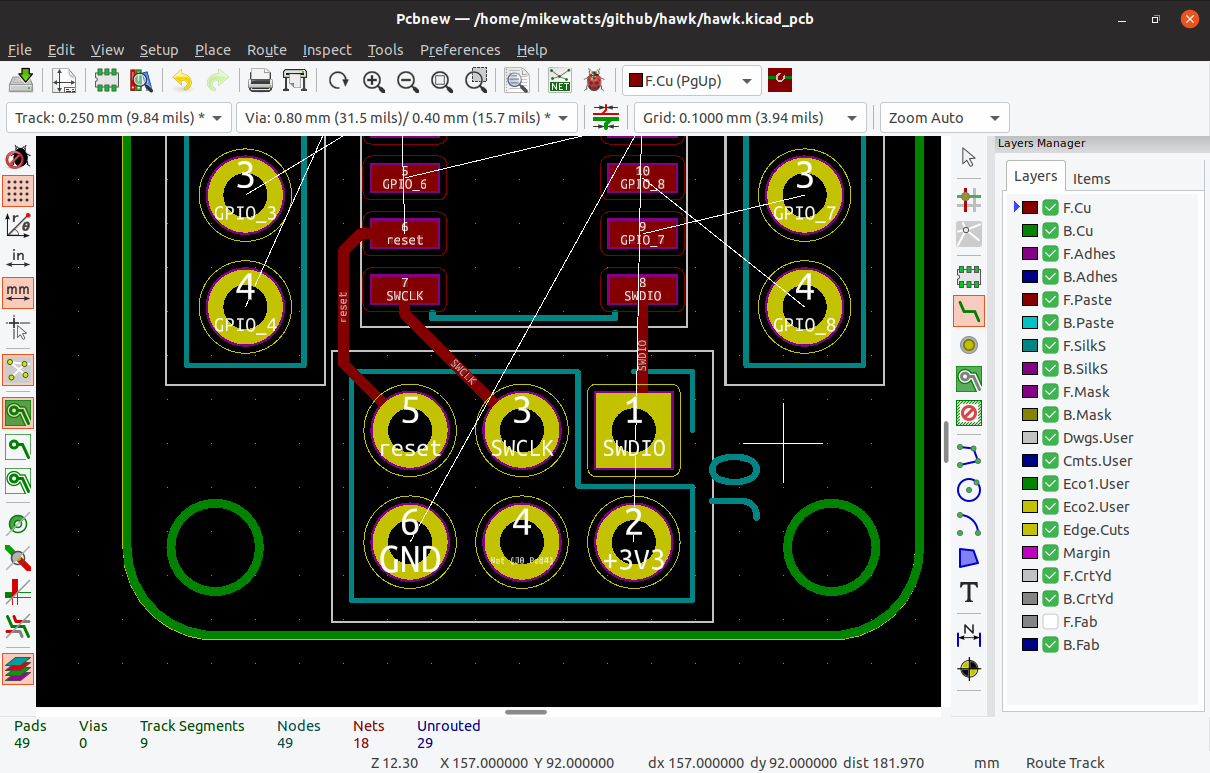 Pcbnew — /home/mikewatts/github/hawk/hawk.kicad_pcb
File Edit View Setup Place Route Inspect Tools Preferences Help
NET
F.Cu (PgUp)
Track: 0.250 mm (9.84 mils) *
Via: 0.80 mm (31.5 mil)/ 0.40 mm (15.7 mils) *
Grid: 0.1000 mm (3.94 mils)
Zoom Auto
in
mm
3
GPIO_3
4
GPIO_4
5
GPIO_6
6
reset
7
SWCLK
10
GPIO_8
9
GPIO_7
8
SWDIO
3
GPIO_7
4
GPIO_8
reset
SWCLK
SWDIO
5
reset
3
SWCLK
1
SWDIO
6
GND
4
2
+3V3
J0
T
N
Layers Manager
Layers
Items
F.Cu
B.Cu
F.Adhes
B.Adhes
F.Paste
B.Paste
F.SilkS
B.SilkS
F.Mask
B.Mask
Dwgs.User
Cmts.User
Eco1.User
Eco2.User
Edge.Cuts
Margin
F.CrtYd
B.CrtYd
F.Fab
B.Fab
Pads Vias Track Segments Nodes Nets Unrouted
49 0 9 49 18 29
Z 12.30 X 157.000000 Y 92.000000 dx 157.000000 dy 92.000000 dist 181.970 mm Route Track